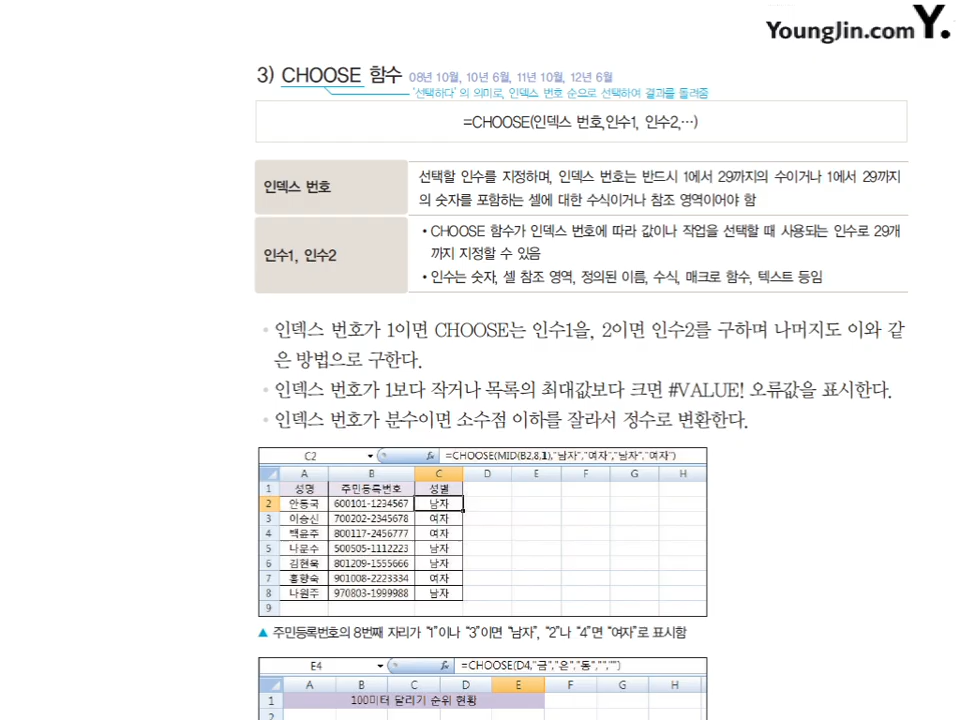 YoungJin.com Y.
3) CHOOSE 함수 08년 10월, 10년 6월, 11년 10월, 12년 6월
'선택하다' 의 의미로, 인덱스 번호 순으로 선택하여 결과를 돌려줌
=CHOOSE(인덱스 번호,인수1, 인수2,…)
인덱스 번호
선택할 인수를 지정하며, 인덱스 번호는 반드시 1에서 29까지의 수이거나 1에서 29까지
의 숫자를 포함하는 셀에 대한 수식이거나 참조 영역이어야 함
인수1, 인수2
• CHOOSE 함수가 인덱스 번호에 따라 값이나 작업을 선택할 때 사용되는 인수로 29개
까지 지정할 수 있음
• 인수는 숫자, 셀 참조 영역, 정의된 이름, 수식, 매크로 함수, 텍스트 등임
• 인덱스 번호가 1이면 CHOOSE는 인수1을, 2이면 인수2를 구하며 나머지도 이와 같
은 방법으로 구한다.
• 인덱스 번호가 1보다 작거나 목록의 최대값보다 크면 #VALUE! 오류값을 표시한다.
• 인덱스 번호가 분수이면 소수점 이하를 잘라서 정수로 변환한다.
C2 fx =CHOOSE(MID(B2,8,1),"남자","여자","남자","여자")
A B C D E F G H
1 성명 주민등록번호 성별
2 안동국 600101-1234567 남자
3 이승신 700202-2345678 여자
4 백윤주 800117-2456777 여자
5 나문수 500505-1112223 남자
6 김현욱 801209-1555666 남자
7 홍향숙 901008-2223334 여자
8 나원주 970803-1999988 남자
9
▲ 주민등록번호의 8번째 자리가 "1"이나 "3"이면 "남자", "2"나 "4"면 "여자"로 표시함
E4 fx =CHOOSE(D4,"금","은","동","","")
A B C D E F G H
1 100미터 달리기 순위 현황
2